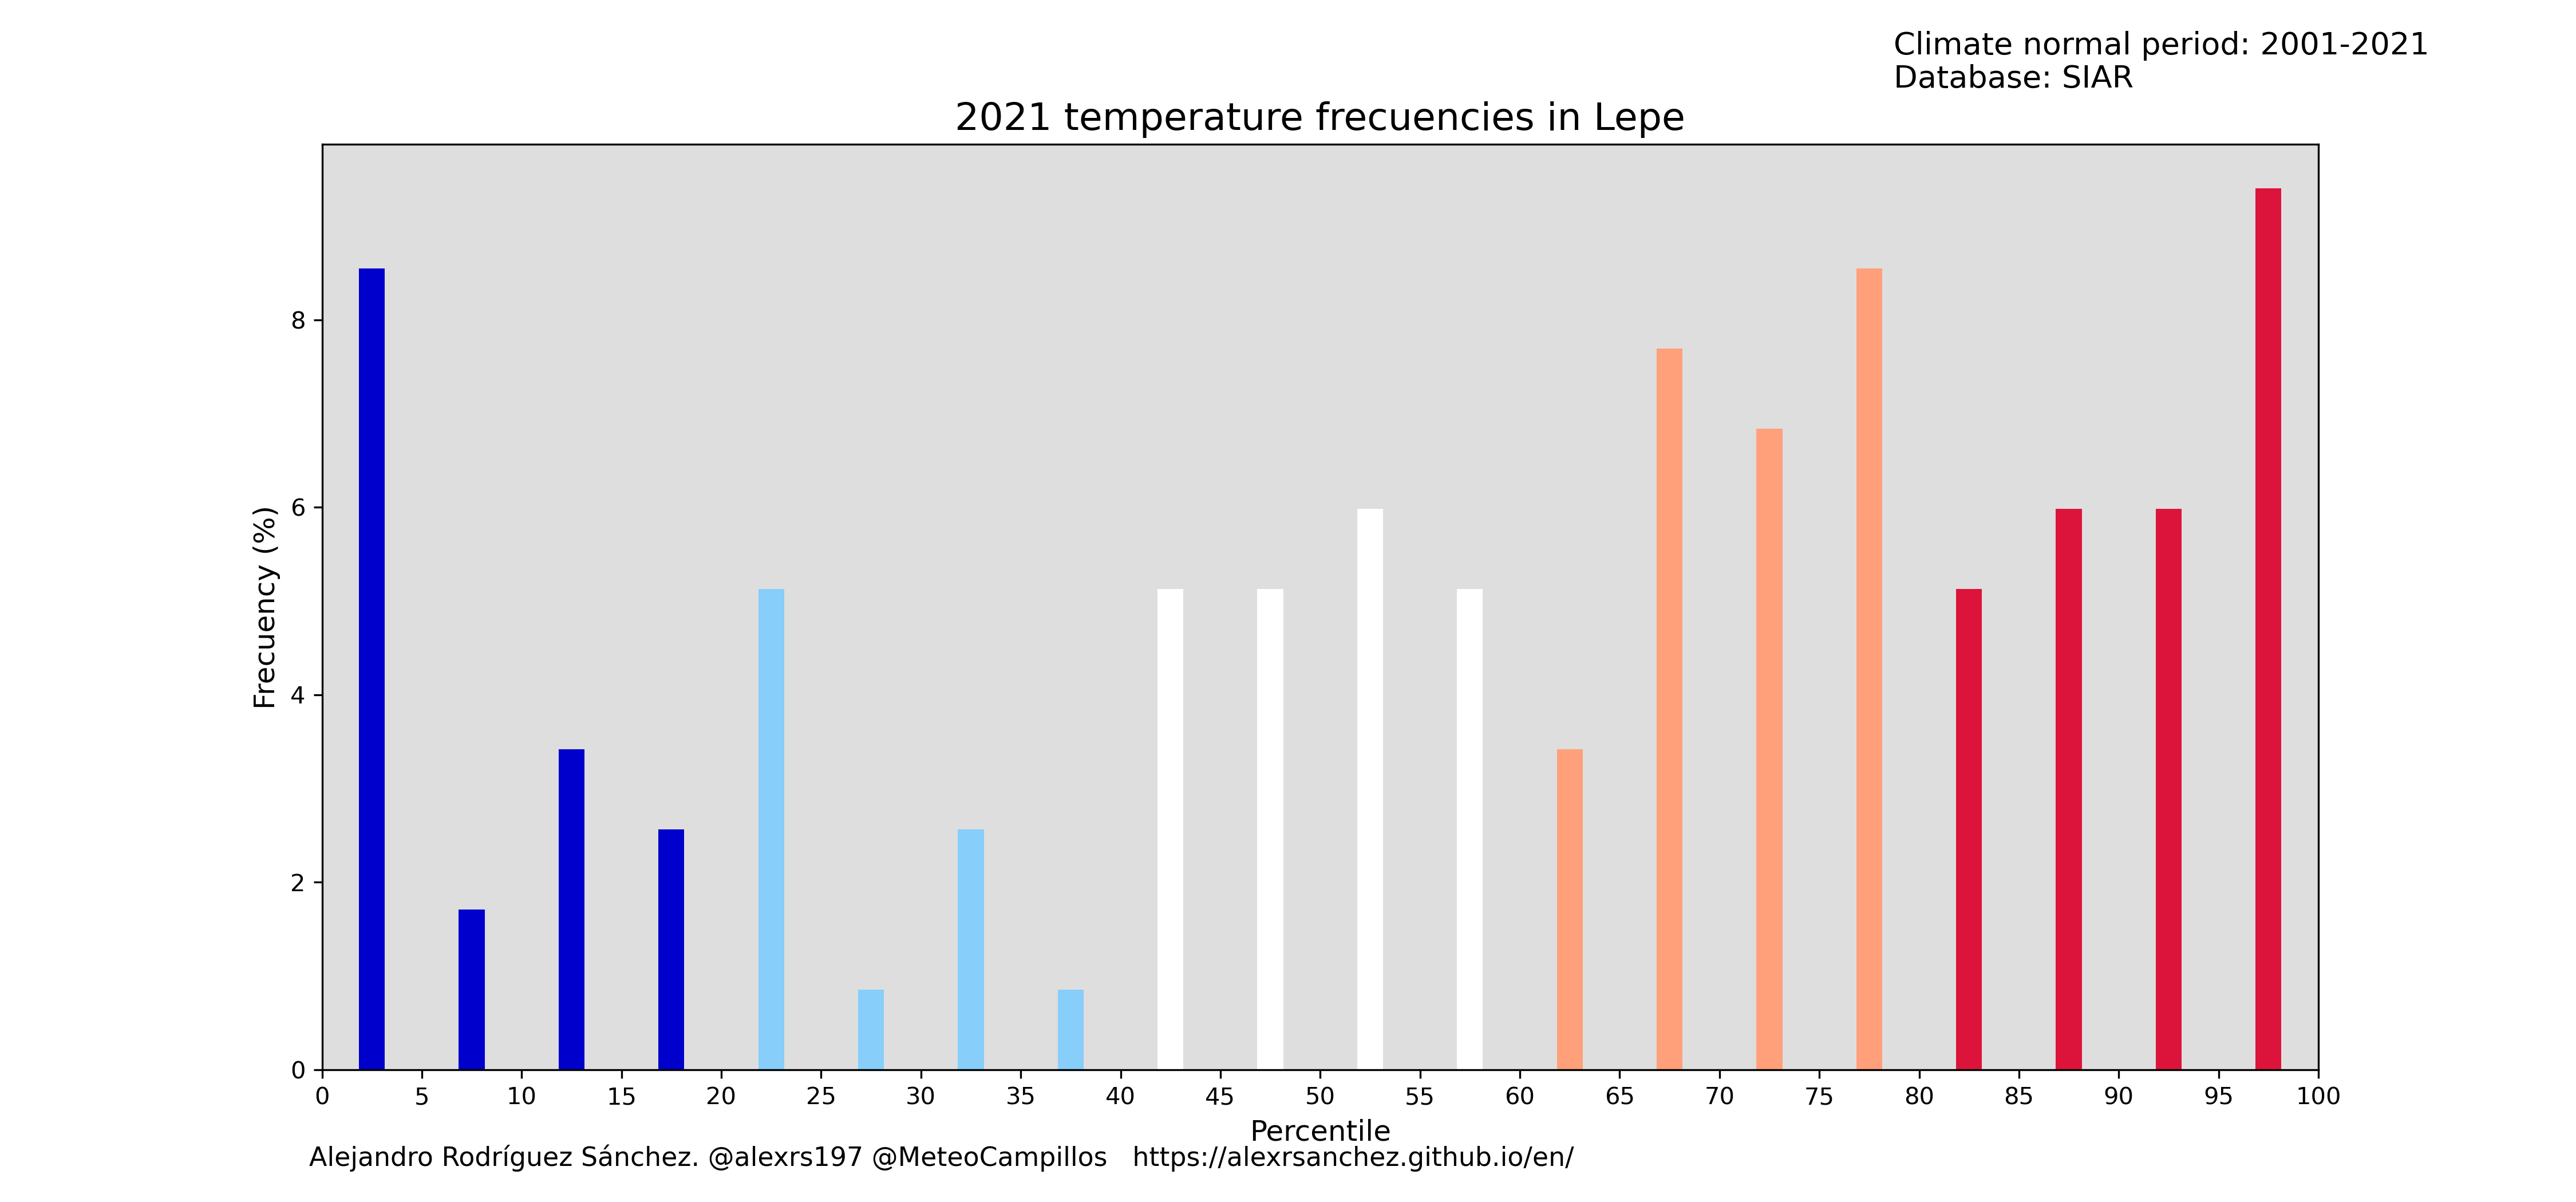 Climate normal period: 2001-2021
Database: SIAR
2021 temperature frecuencies in Lepe
Frecuency (%)
8
6
4
2
0
0 5 10 15 20 25 30 35 40 45 50 55 60 65 70 75 80 85 90 95 100
Percentile
Alejandro Rodríguez Sánchez. @alexrs197 @MeteoCampillos https://alexrsanchez.github.io/en/